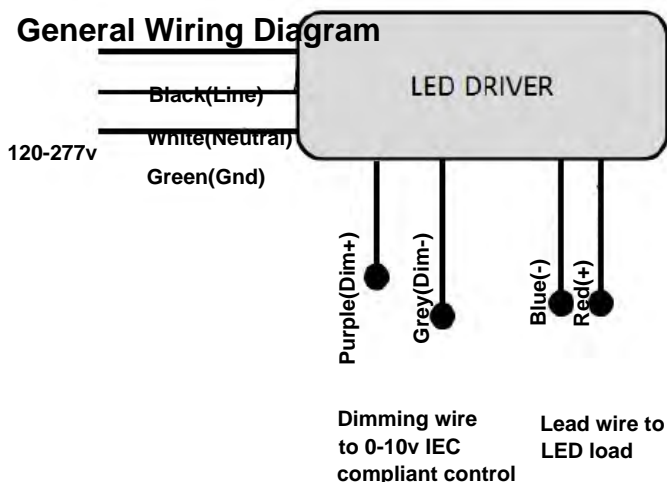 General Wiring Diagram
LED DRIVER
Black(Line)
White(Neutral)
120-277v
Green(Gnd)
Purple(Dim+)
Grey(Dim-)
Blue(-)
Red(+)
Dimming wire
to 0-10v IEC
compliant control
Lead wire to
LED load